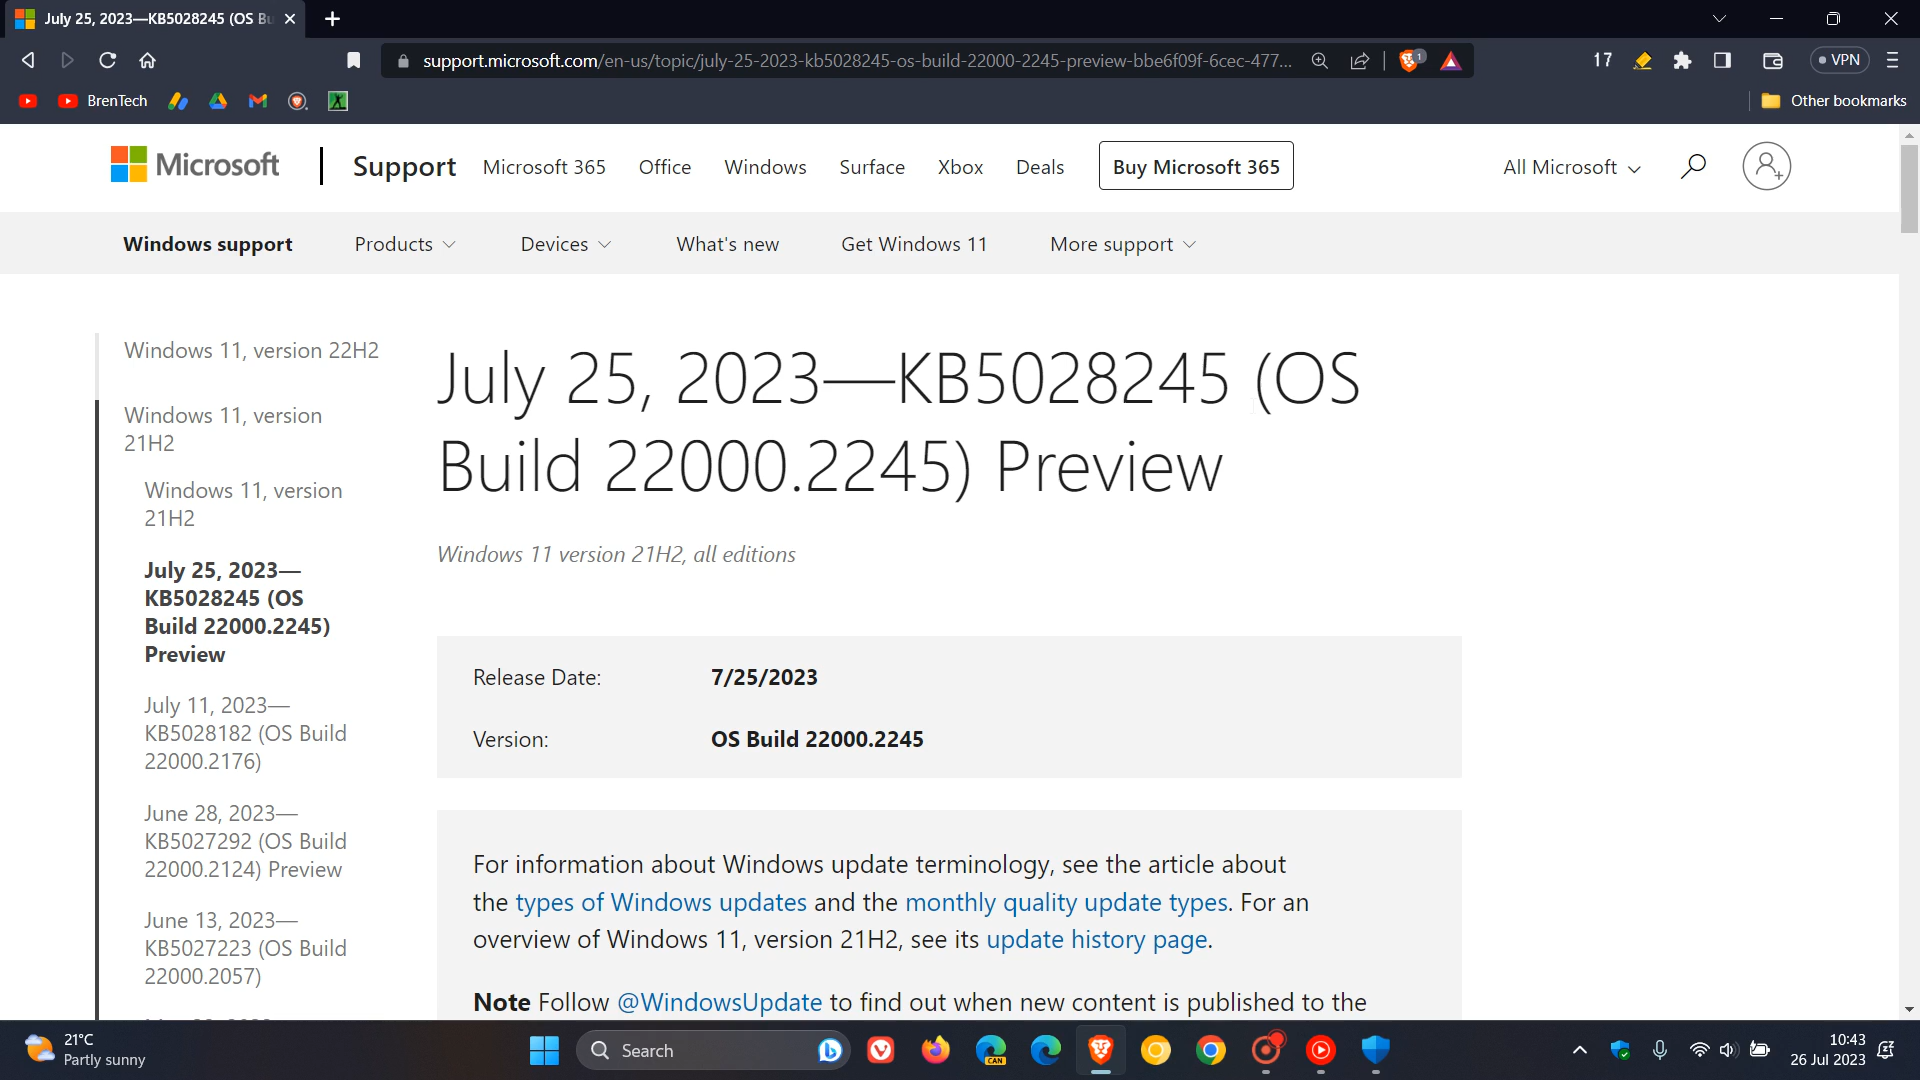 July 25, 2023—KB5028245 (OS Bu
support.microsoft.com/en-us/topic/july-25-2023-kb5028245-os-build-22000-2245-preview-bbe6f09f-6cec-477...
1
17
VPN
BrenTech
Other bookmarks
Microsoft
Support
Microsoft 365
Office
Windows
Surface
Xbox
Deals
Buy Microsoft 365
All Microsoft
Windows support
Products
Devices
What's new
Get Windows 11
More support
Windows 11, version 22H2
Windows 11, version
21H2
Windows 11, version
21H2
July 25, 2023—
KB5028245 (OS
Build 22000.2245)
Preview
July 11, 2023—
KB5028182 (OS Build
22000.2176)
June 28, 2023—
KB5027292 (OS Build
22000.2124) Preview
June 13, 2023—
KB5027223 (OS Build
22000.2057)
July 25, 2023—KB5028245 (OS
Build 22000.2245) Preview
Windows 11 version 21H2, all editions
Release Date:
7/25/2023
Version:
OS Build 22000.2245
For information about Windows update terminology, see the article about
the types of Windows updates and the monthly quality update types. For an
overview of Windows 11, version 21H2, see its update history page.
Note Follow @WindowsUpdate to find out when new content is published to the
21°C
Partly sunny
Search
CAN
10:43
26 Jul 2023